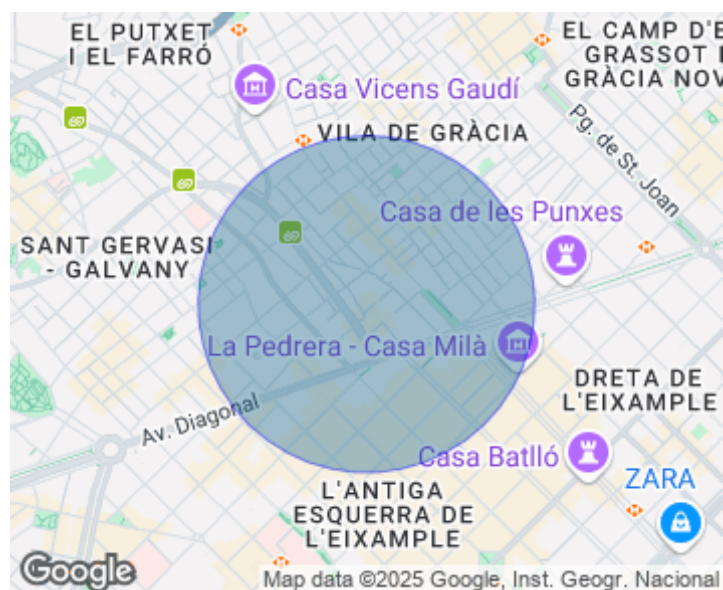 EL PUTXET
I EL FARRÓ
EL CAMP D'E
GRASSOT I
GRÀCIA NOV
Casa Vicens Gaudí
VILA DE GRÀCIA
Pg. de St. Joan
Casa de les Punxes
SANT GERVASI
- GALVANY
La Pedrera - Casa Milà
DRETA DE
L'EIXAMPLE
Av. Diagonal
Casa Batlló
ZARA
L'ANTIGA
ESQUERRA DE
L'EIXAMPLE
Google
Map data ©2025 Google, Inst. Geogr. Nacional